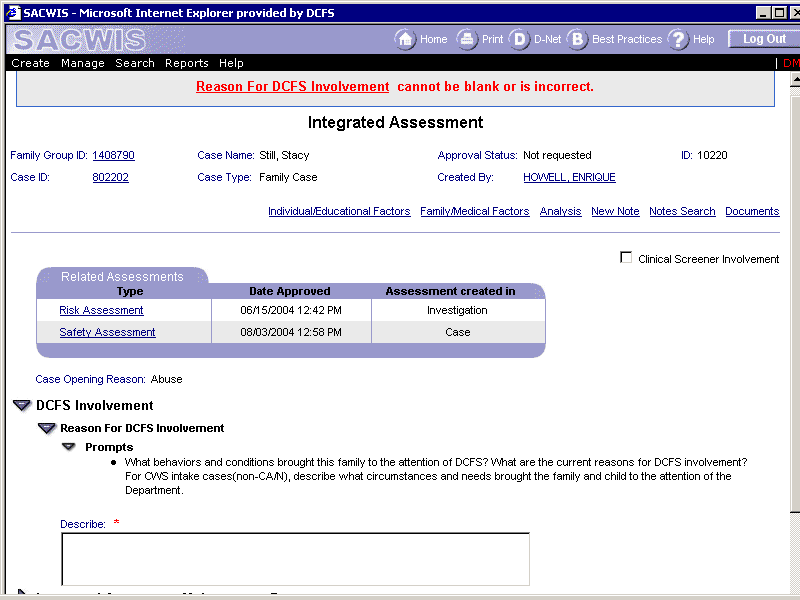 SACWIS - Microsoft Internet Explorer provided by DCFS
SACWIS Home Print D D-Net B Best Practices ? Help Log Out
Create Manage Search Reports Help | DM
Reason For DCFS Involvement cannot be blank or is incorrect.
Integrated Assessment
Family Group ID: 1408790 Case Name: Still, Stacy Approval Status: Not requested ID: 10220
Case ID: 802202 Case Type: Family Case Created By: HOWELL, ENRIQUE
Individual/Educational Factors Family/Medical Factors Analysis New Note Notes Search Documents
Clinical Screener Involvement
Related Assessments
Type Date Approved Assessment created in
Risk Assessment 06/15/2004 12:42 PM Investigation
Safety Assessment 08/03/2004 12:58 PM Case
Case Opening Reason: Abuse
DCFS Involvement
Reason For DCFS Involvement
Prompts
• What behaviors and conditions brought this family to the attention of DCFS? What are the current reasons for DCFS involvement?
For CWS intake cases(non-CA/N), describe what circumstances and needs brought the family and child to the attention of the
Department.
Describe: *